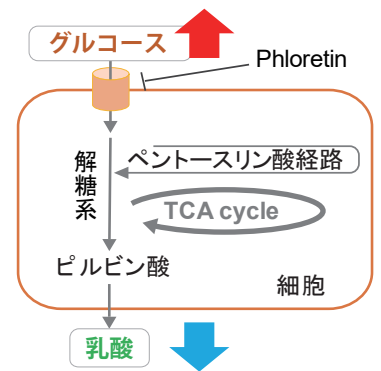 グルコース
Phloretin
解糖系
ペントースリン酸経路
TCA cycle
ピルビン酸
細胞
乳酸